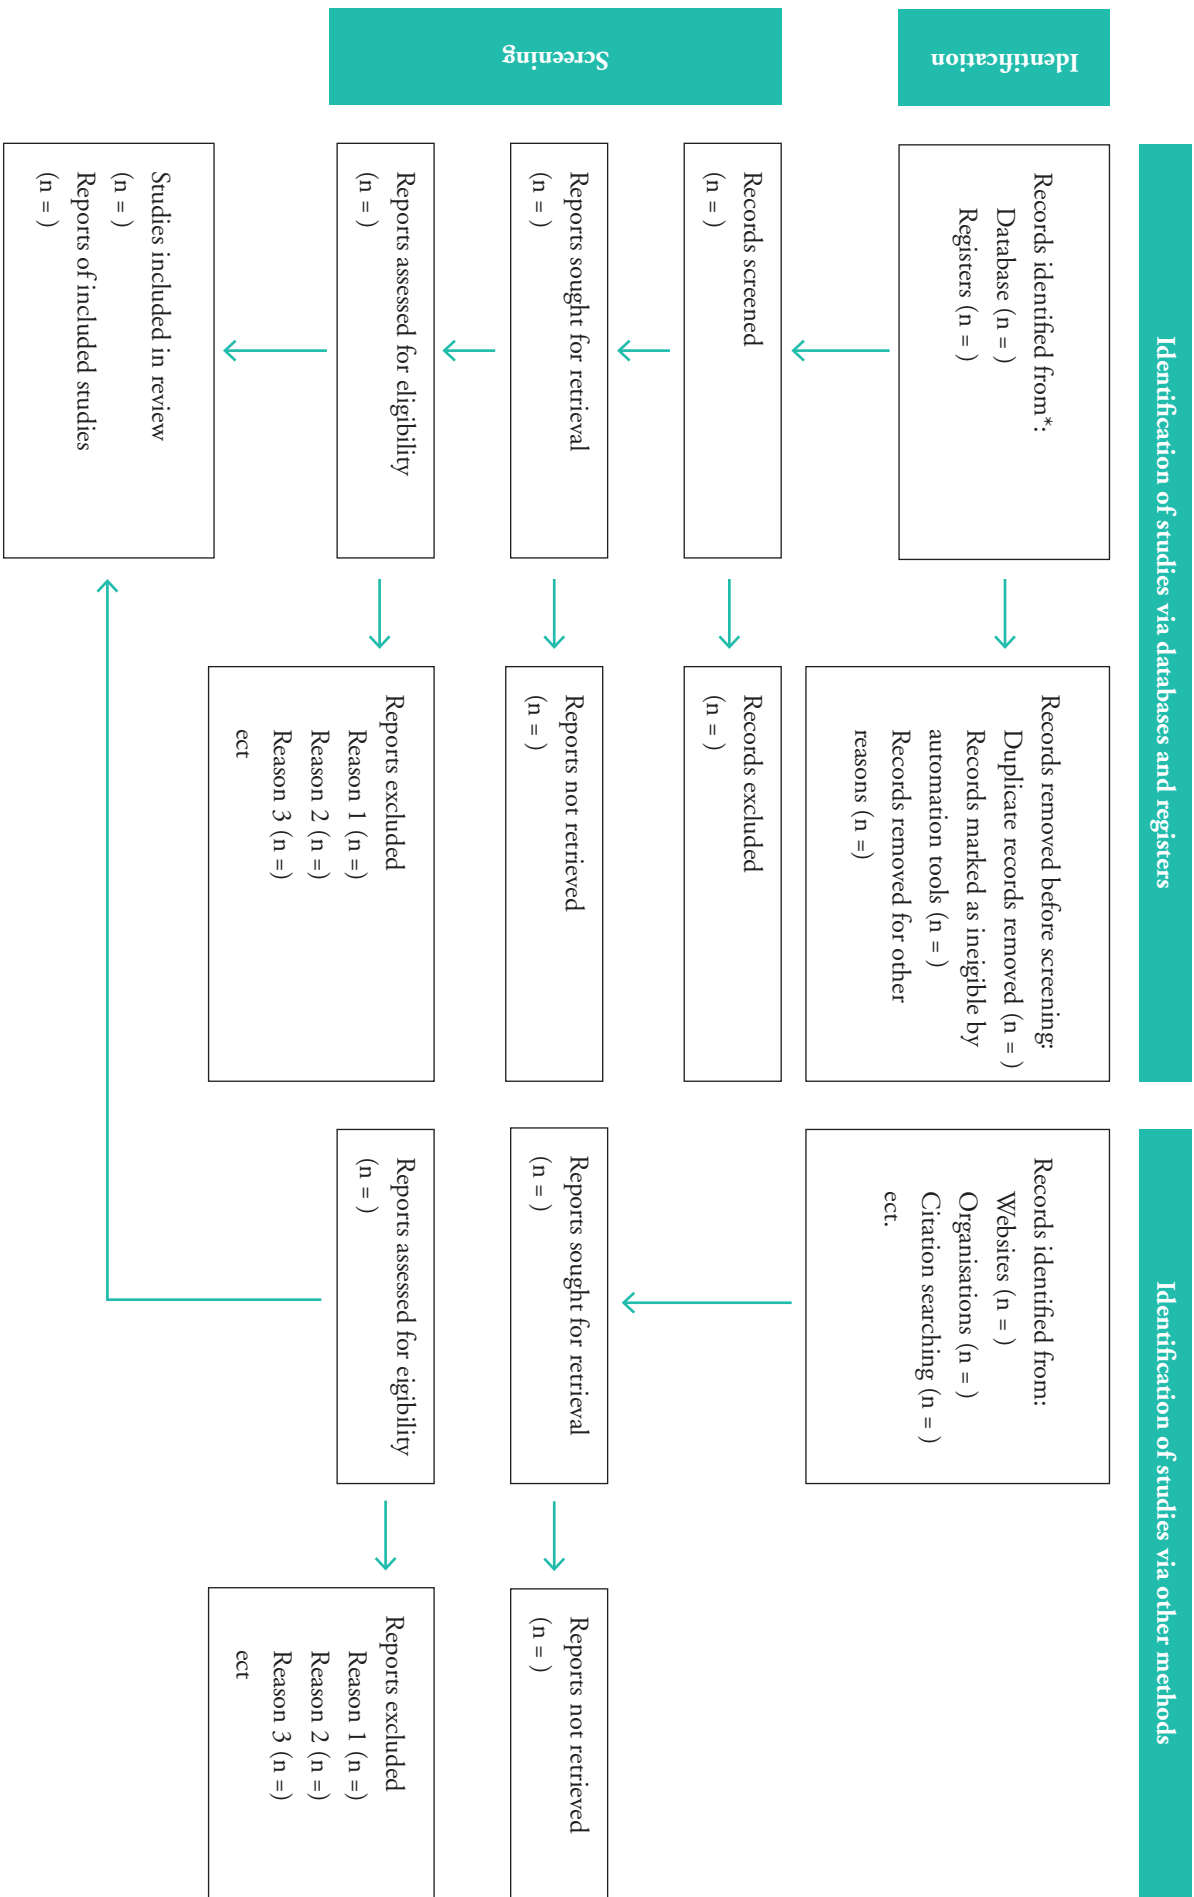 Identification of studies via databases and registers
Identification of studies via other methods
Identification
Records identified from*:
Database (n = )
Registers (n = )
Records removed before screening:
Duplicate records removed (n = )
Records marked as ineigible by
automation tools (n = )
Records removed for other
reasons (n =)
Records identified from:
Websites (n = )
Organisations (n = )
Citation searching (n = )
ect.
Screening
Records screened
(n = )
Records excluded
(n = )
Reports sought for retrieval
(n = )
Reports not retrieved
(n = )
Reports sought for retrieval
(n = )
Reports not retrieved
(n = )
Reports assessed for eligibility
(n = )
Reports excluded
Reason 1 (n =)
Reason 2 (n =)
Reason 3 (n =)
ect
Reports assessed for eigibility
(n = )
Reports excluded
Reason 1 (n =)
Reason 2 (n =)
Reason 3 (n =)
ect
Studies included in review
(n = )
Reports of included studies
(n = )